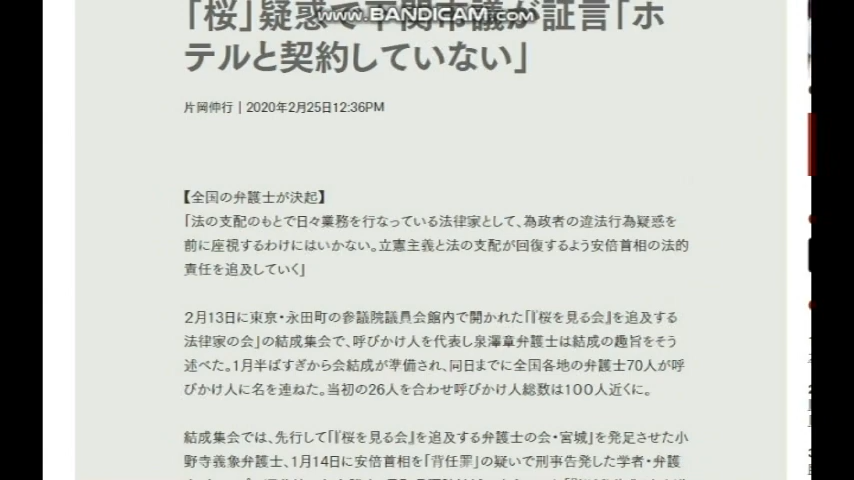 www.BANDICAM.com
「桜」疑惑で下関市議が証言「ホ
テルと契約していない」
片岡伸行 | 2020年2月25日12:36PM
【全国の弁護士が決起】
「法の支配のもとで日々業務を行なっている法律家として、為政者の違法行為疑惑を
前に座視するわけにはいかない。立憲主義と法の支配が回復するよう安倍首相の法的
責任を追及していく」
2月13日に東京・永田町の参議院議員会館内で開かれた「『桜を見る会』を追及する
法律家の会」の結成集会で、呼びかけ人を代表し泉澤章弁護士は結成の趣旨をそう
述べた。1月半ばすぎから会結成が準備され、同日までに全国各地の弁護士70人が呼
びかけ人に名を連ねた。当初の26人を合わせ呼びかけ人総数は100人近くに。
結成集会では、先行して「『桜を見る会』を追及する弁護士の会・宮城」を発足させた小
野寺義象弁護士、1月14日に安倍首相を「背任罪」の疑いで刑事告発した学者・弁護